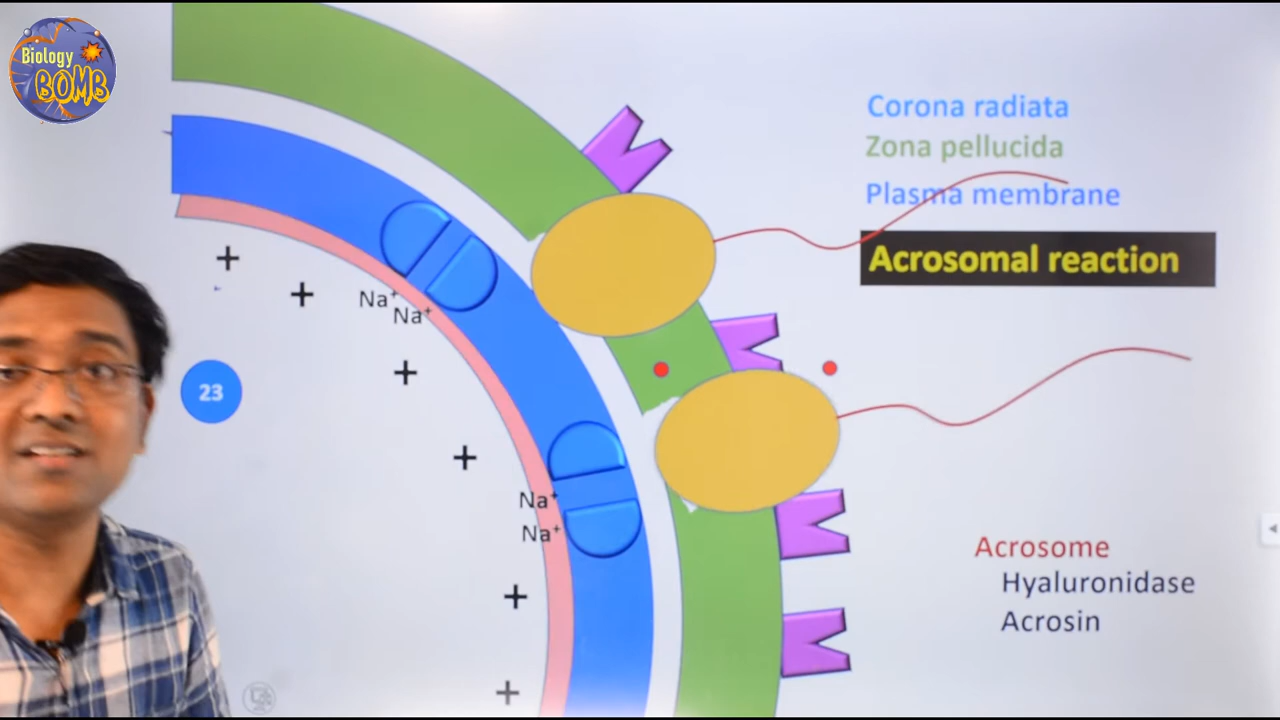 Biology
BOMB
Corona radiata
Zona pellucida
Plasma membrane
Acrosomal reaction
+
+
Na⁺
Na⁺
+
23
+
Na⁺
Na⁺
+
+
Acrosome
Hyaluronidase
Acrosin